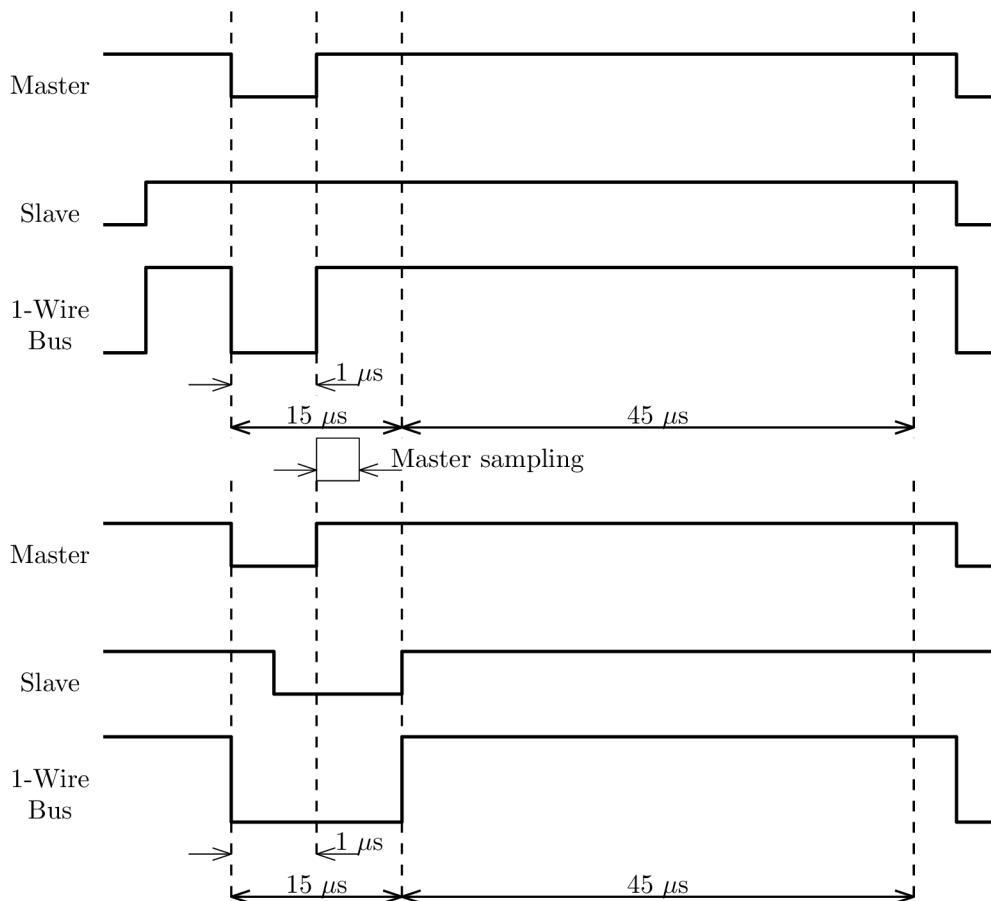 Master
Slave
1-Wire
Bus
1 μs
15 μs
45 μs
Master sampling
Master
Slave
1-Wire
Bus
1 μs
15 μs
45 μs